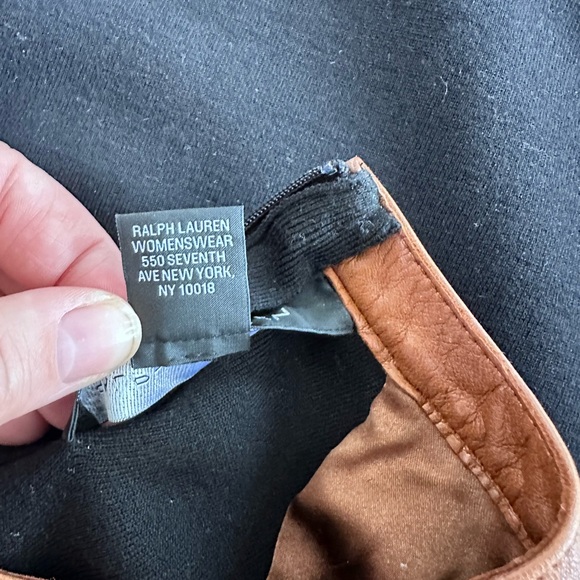 RALPH LAUREN
WOMENSWEAR
550 SEVENTH
AVE NEW YORK,
NY 10018